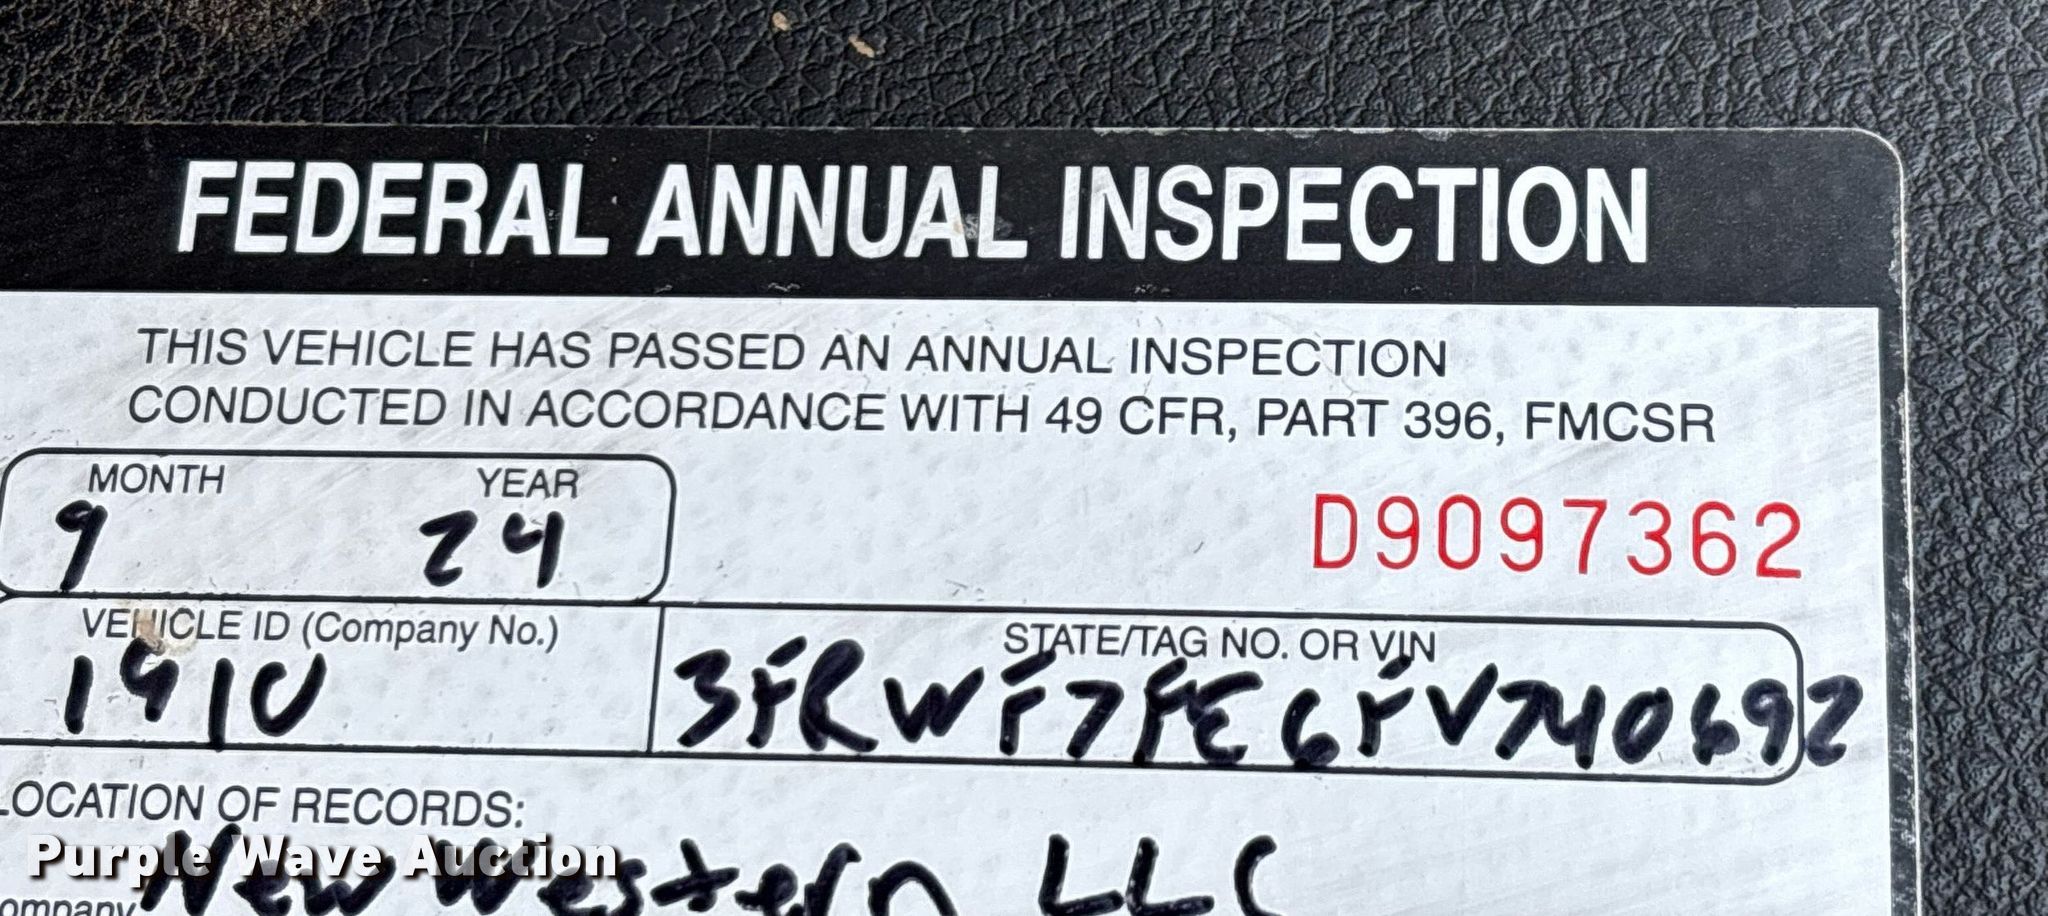 FEDERAL ANNUAL INSPECTION
THIS VEHICLE HAS PASSED AN ANNUAL INSPECTION
CONDUCTED IN ACCORDANCE WITH 49 CFR, PART 396, FMCSR
MONTH YEAR
9 24
D9097362
VEHICLE ID (Company No.)
STATE/TAG NO. OR VIN
3FRWF7FE6FV740692
LOCATION OF RECORDS:
New Western LLC
Purple Wave Auction